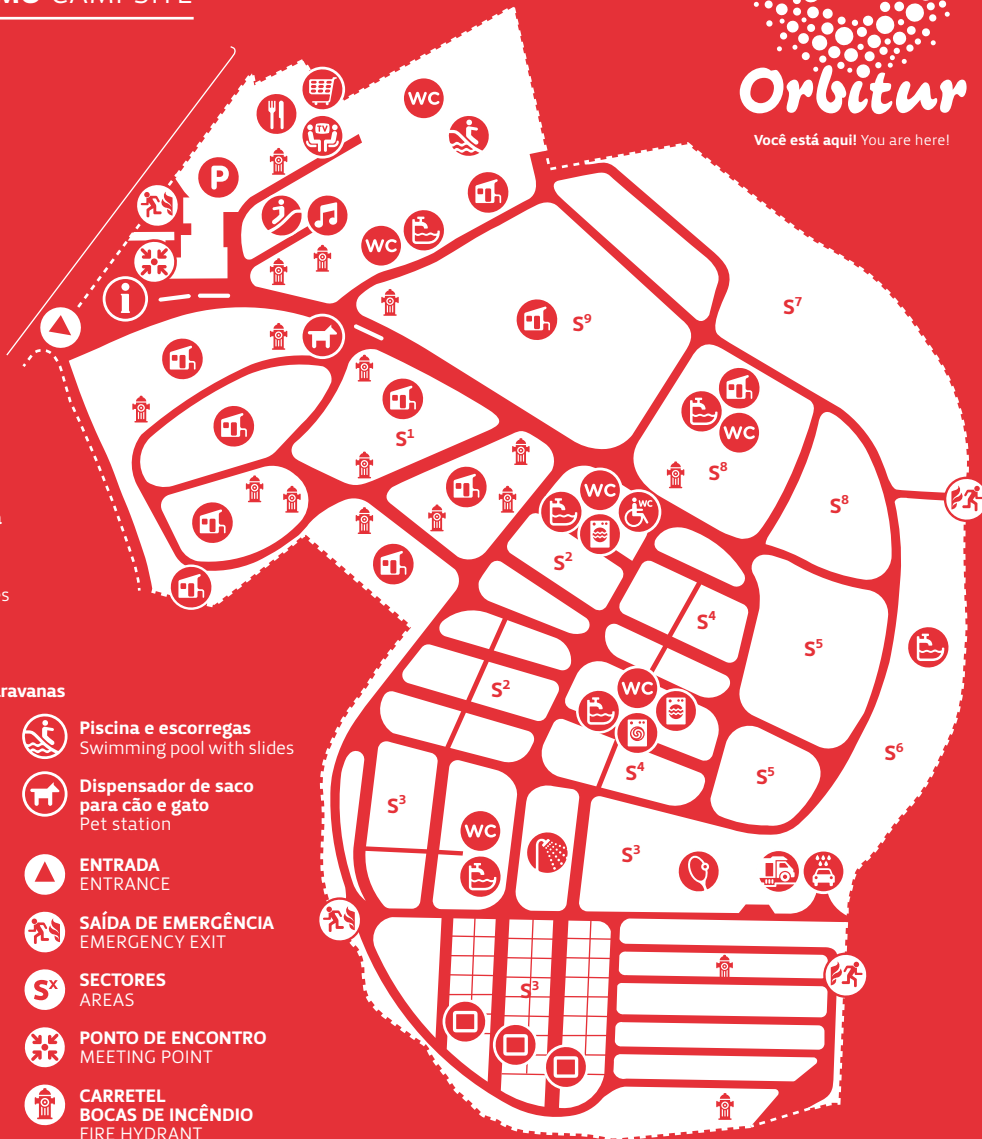 CAMPSITE
Orbitur
Você está aqui! You are here!
WC
TV
P
WC
i
S⁷
S⁹
S¹
WC
S⁸
WC
WC
S⁸
S²
S⁴
S⁵
WC
S²
S⁴
S⁶
S⁵
S³
WC
S³
S³
Piscina e escorregas
Swimming pool with slides
Dispensador de saco
para cão e gato
Pet station
ENTRADA
ENTRANCE
SAÍDA DE EMERGÊNCIA
EMERGENCY EXIT
Sˣ
SECTORES
AREAS
PONTO DE ENCONTRO
MEETING POINT
CARRETEL
BOCAS DE INCÊNDIO
FIRE HYDRANT